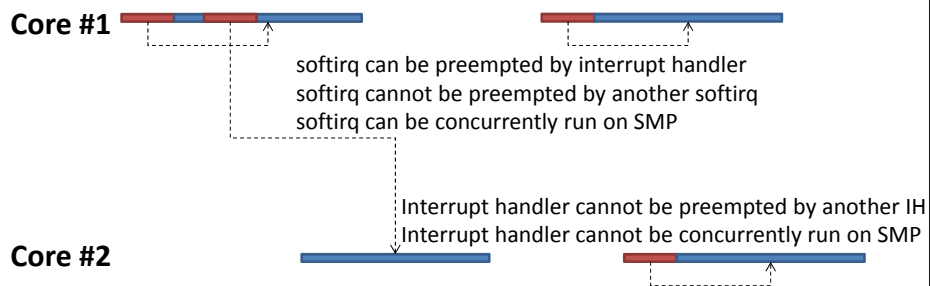 Core #1
softirq can be preempted by interrupt handler
softirq cannot be preempted by another softirq
softirq can be concurrently run on SMP
Interrupt handler cannot be preempted by another IH
Interrupt handler cannot be concurrently run on SMP
Core #2